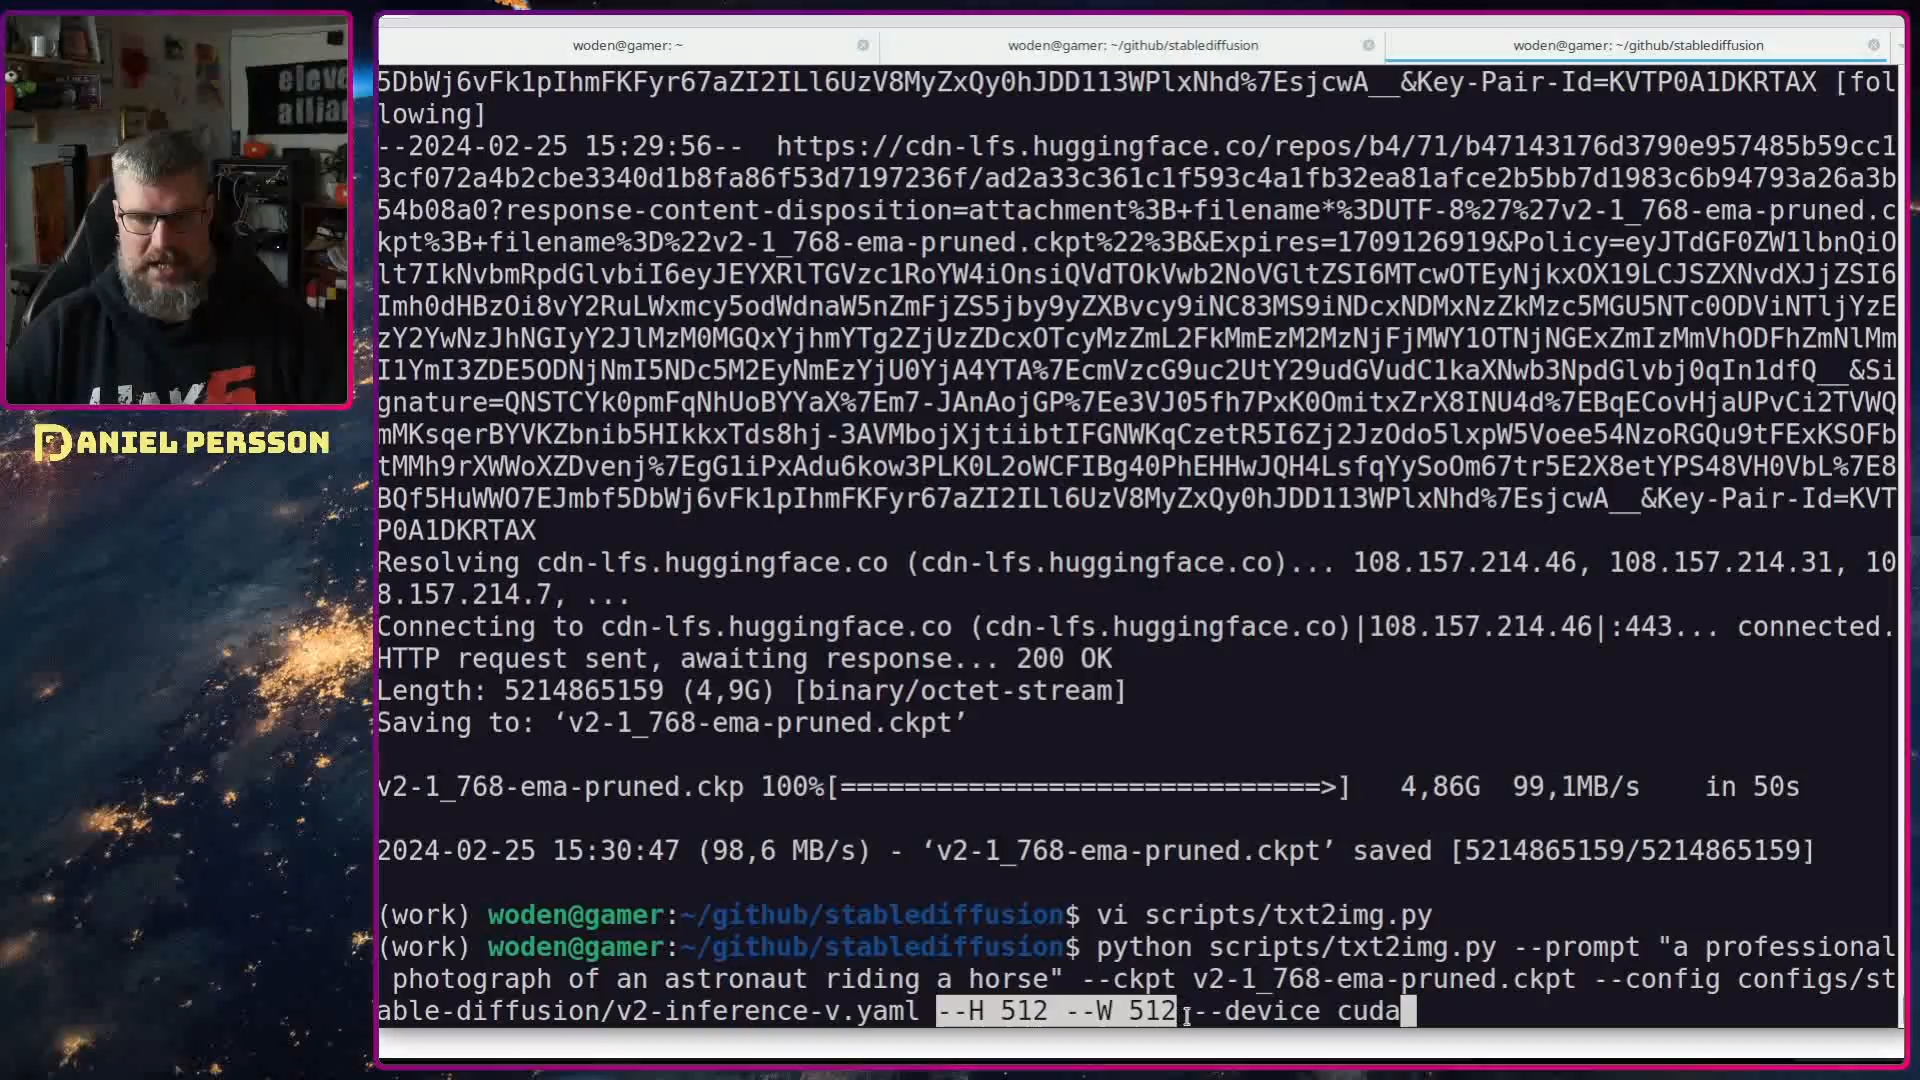 woden@gamer: ~
woden@gamer: ~/github/stablediffusion
woden@gamer: ~/github/stablediffusion
5DbWj6vFk1pIhmFKFyr67aZI2ILl6UzV8MyZxQy0hJDD113WPlxNhd%7EsjcwA__&Key-Pair-Id=KVTP0A1DKRTAX [fol
lowing]
--2024-02-25 15:29:56--  https://cdn-lfs.huggingface.co/repos/b4/71/b47143176d3790e957485b59cc1
3cf072a4b2cbe3340d1b8fa86f53d7197236f/ad2a33c361c1f593c4a1fb32ea81afce2b5bb7d1983c6b94793a26a3b
54b08a0?response-content-disposition=attachment%3B+filename*%3DUTF-8%27%27v2-1_768-ema-pruned.c
kpt%3B+filename%3D%22v2-1_768-ema-pruned.ckpt%22%3B&Expires=1709126919&Policy=eyJTdGF0ZW1lbnQiO
lt7IkNvbmRpdGlvbiI6eyJEYXRlTGVzc1RoYW4iOnsiQVdTOkVwb2NoVGltZSI6MTcwOTEyNjkxOX19LCJSZXNvdXJjZSI6
Imh0dHBzOi8vY2RuLWxmcy5odWdnaW5nZmFjZS5jby9yZXBvcy9iNC83MS9iNDcxNDMxNzZkMzc5MGU5NTc0ODViNTljYzE
zY2YwNzJhNGIyY2JlMzM0MGQxYjhmYTg2ZjUzZDcxOTcyMzZmL2FkMmEzM2MzNjFjMWY1OTNjNGExZmIzMmVhODFhZmNlMm
I1YmI3ZDE5ODNjNmI5NDc5M2EyNmEzYjU0YjA4YTA%7EcmVzcG9uc2UtY29udGVudC1kaXNwb3NpdGlvbj0qIn1dfQ__&Si
gnature=QNSTCYk0pmFqNhUoBYYaX%7Em7-JAnAojGP%7Ee3VJ05fh7PxK0OmitxZrX8INU4d%7EBqECovHjaUPvCi2TVWQ
mMKsqerBYVKZbnib5HIkkxTds8hj-3AVMbojXjtiibtIFGNWKqCzetR5I6Zj2JzOdo5lxpW5Voee54NzoRGQu9tFExKSOFb
tMMh9rXWWoXZDvenj%7EgG1iPxAdu6kow3PLK0L2oWCFIBg40PhEHHwJQH4LsfqYySoOm67tr5E2X8etYPS48VH0VbL%7E8
BQf5HuWWO7EJmbf5DbWj6vFk1pIhmFKFyr67aZI2ILl6UzV8MyZxQy0hJDD113WPlxNhd%7EsjcwA__&Key-Pair-Id=KVT
P0A1DKRTAX
Resolving cdn-lfs.huggingface.co (cdn-lfs.huggingface.co)... 108.157.214.46, 108.157.214.31, 10
8.157.214.7, ...
Connecting to cdn-lfs.huggingface.co (cdn-lfs.huggingface.co)|108.157.214.46|:443... connected.
HTTP request sent, awaiting response... 200 OK
Length: 5214865159 (4,9G) [binary/octet-stream]
Saving to: ‘v2-1_768-ema-pruned.ckpt’
v2-1_768-ema-pruned.ckp 100%[==============================>]   4,86G  99,1MB/s    in 50s
2024-02-25 15:30:47 (98,6 MB/s) - ‘v2-1_768-ema-pruned.ckpt’ saved [5214865159/5214865159]
(work) woden@gamer:~/github/stablediffusion$ vi scripts/txt2img.py
(work) woden@gamer:~/github/stablediffusion$ python scripts/txt2img.py --prompt "a professional
 photograph of an astronaut riding a horse" --ckpt v2-1_768-ema-pruned.ckpt --config configs/st
able-diffusion/v2-inference-v.yaml --H 512 --W 512 --device cuda
DANIEL PERSSON